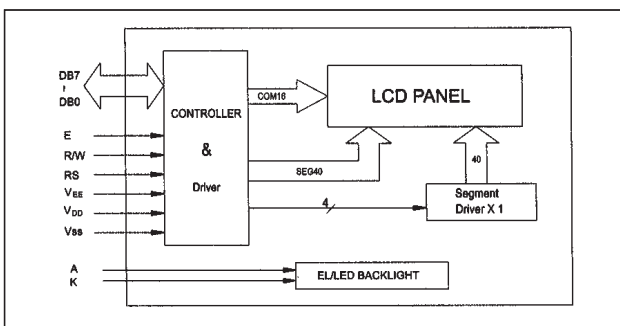 DB7
~
DB0
E
R/W
RS
VEE
VDD
Vss
A
K
CONTROLLER
&
Driver
COM16
SEG40
4
LCD PANEL
40
Segment
Driver X 1
EL/LED BACKLIGHT